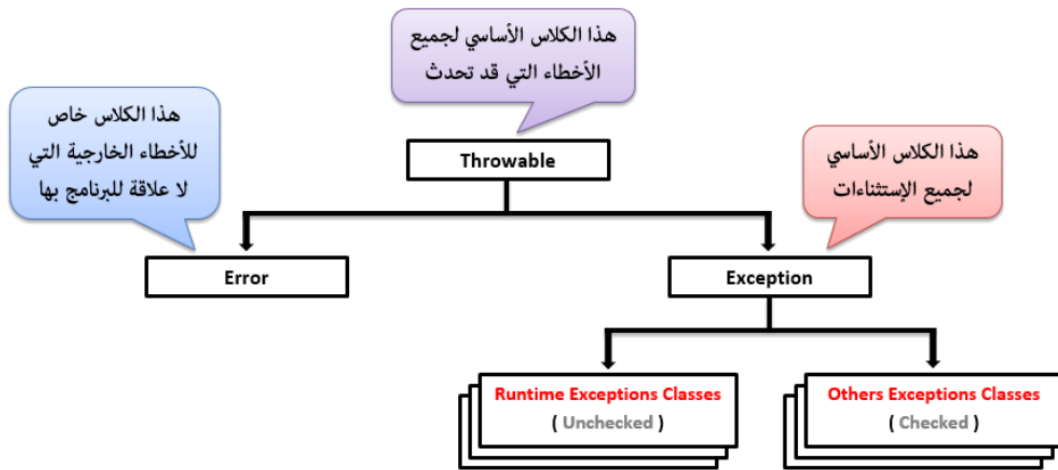 هذا الكلاس الأساسي لجميع
الأخطاء التي قد تحدث
هذا الكلاس خاص
للأخطاء الخارجية التي
لا علاقة للبرنامج بها
هذا الكلاس الأساسي
لجميع الإستثناءات
Throwable
Error
Exception
Runtime Exceptions Classes
( Unchecked )
Others Exceptions Classes
( Checked )